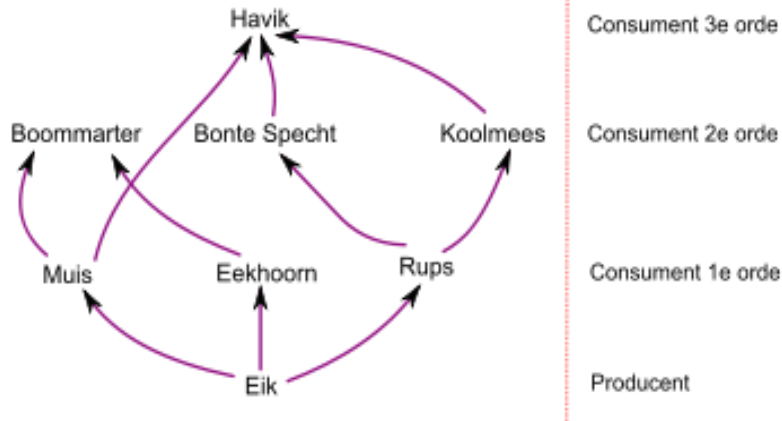 Havik
Consument 3e orde
Boommarter
Bonte Specht
Koolmees
Consument 2e orde
Muis
Eekhoorn
Rups
Consument 1e orde
Eik
Producent